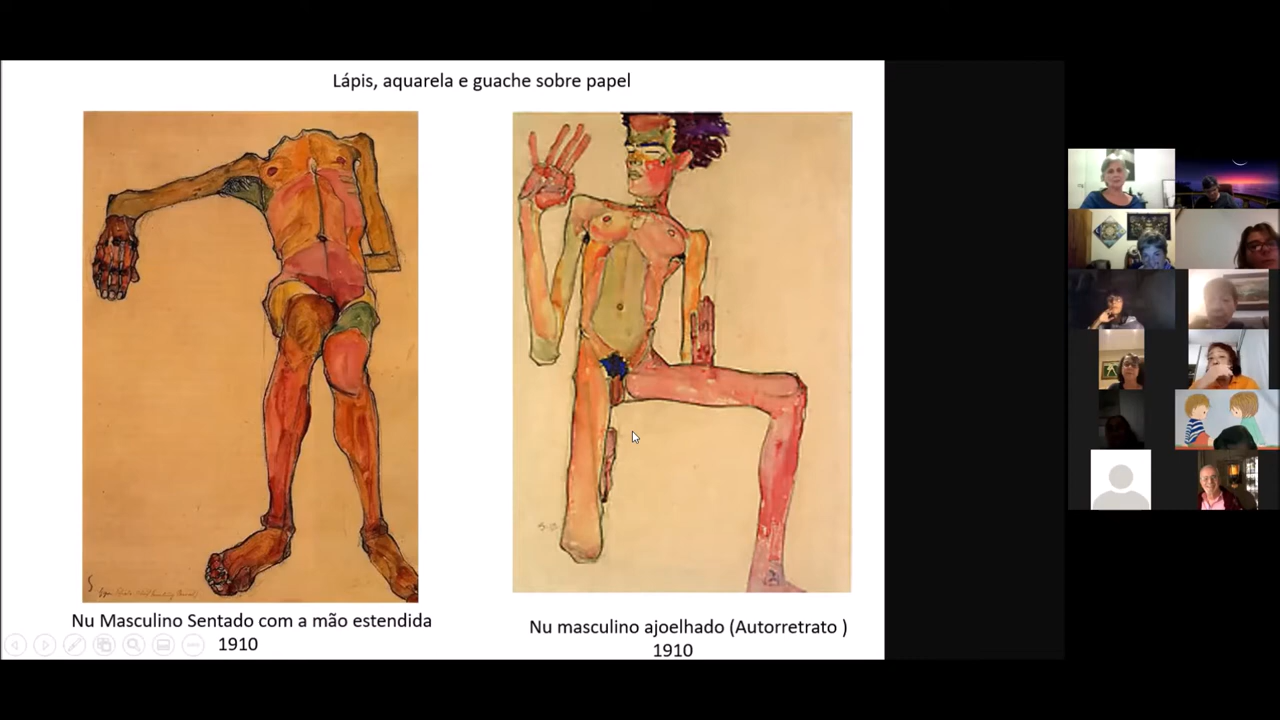 Lápis, aquarela e guache sobre papel
Nu Masculino Sentado com a mão estendida
1910
Nu masculino ajoelhado (Autorretrato )
1910